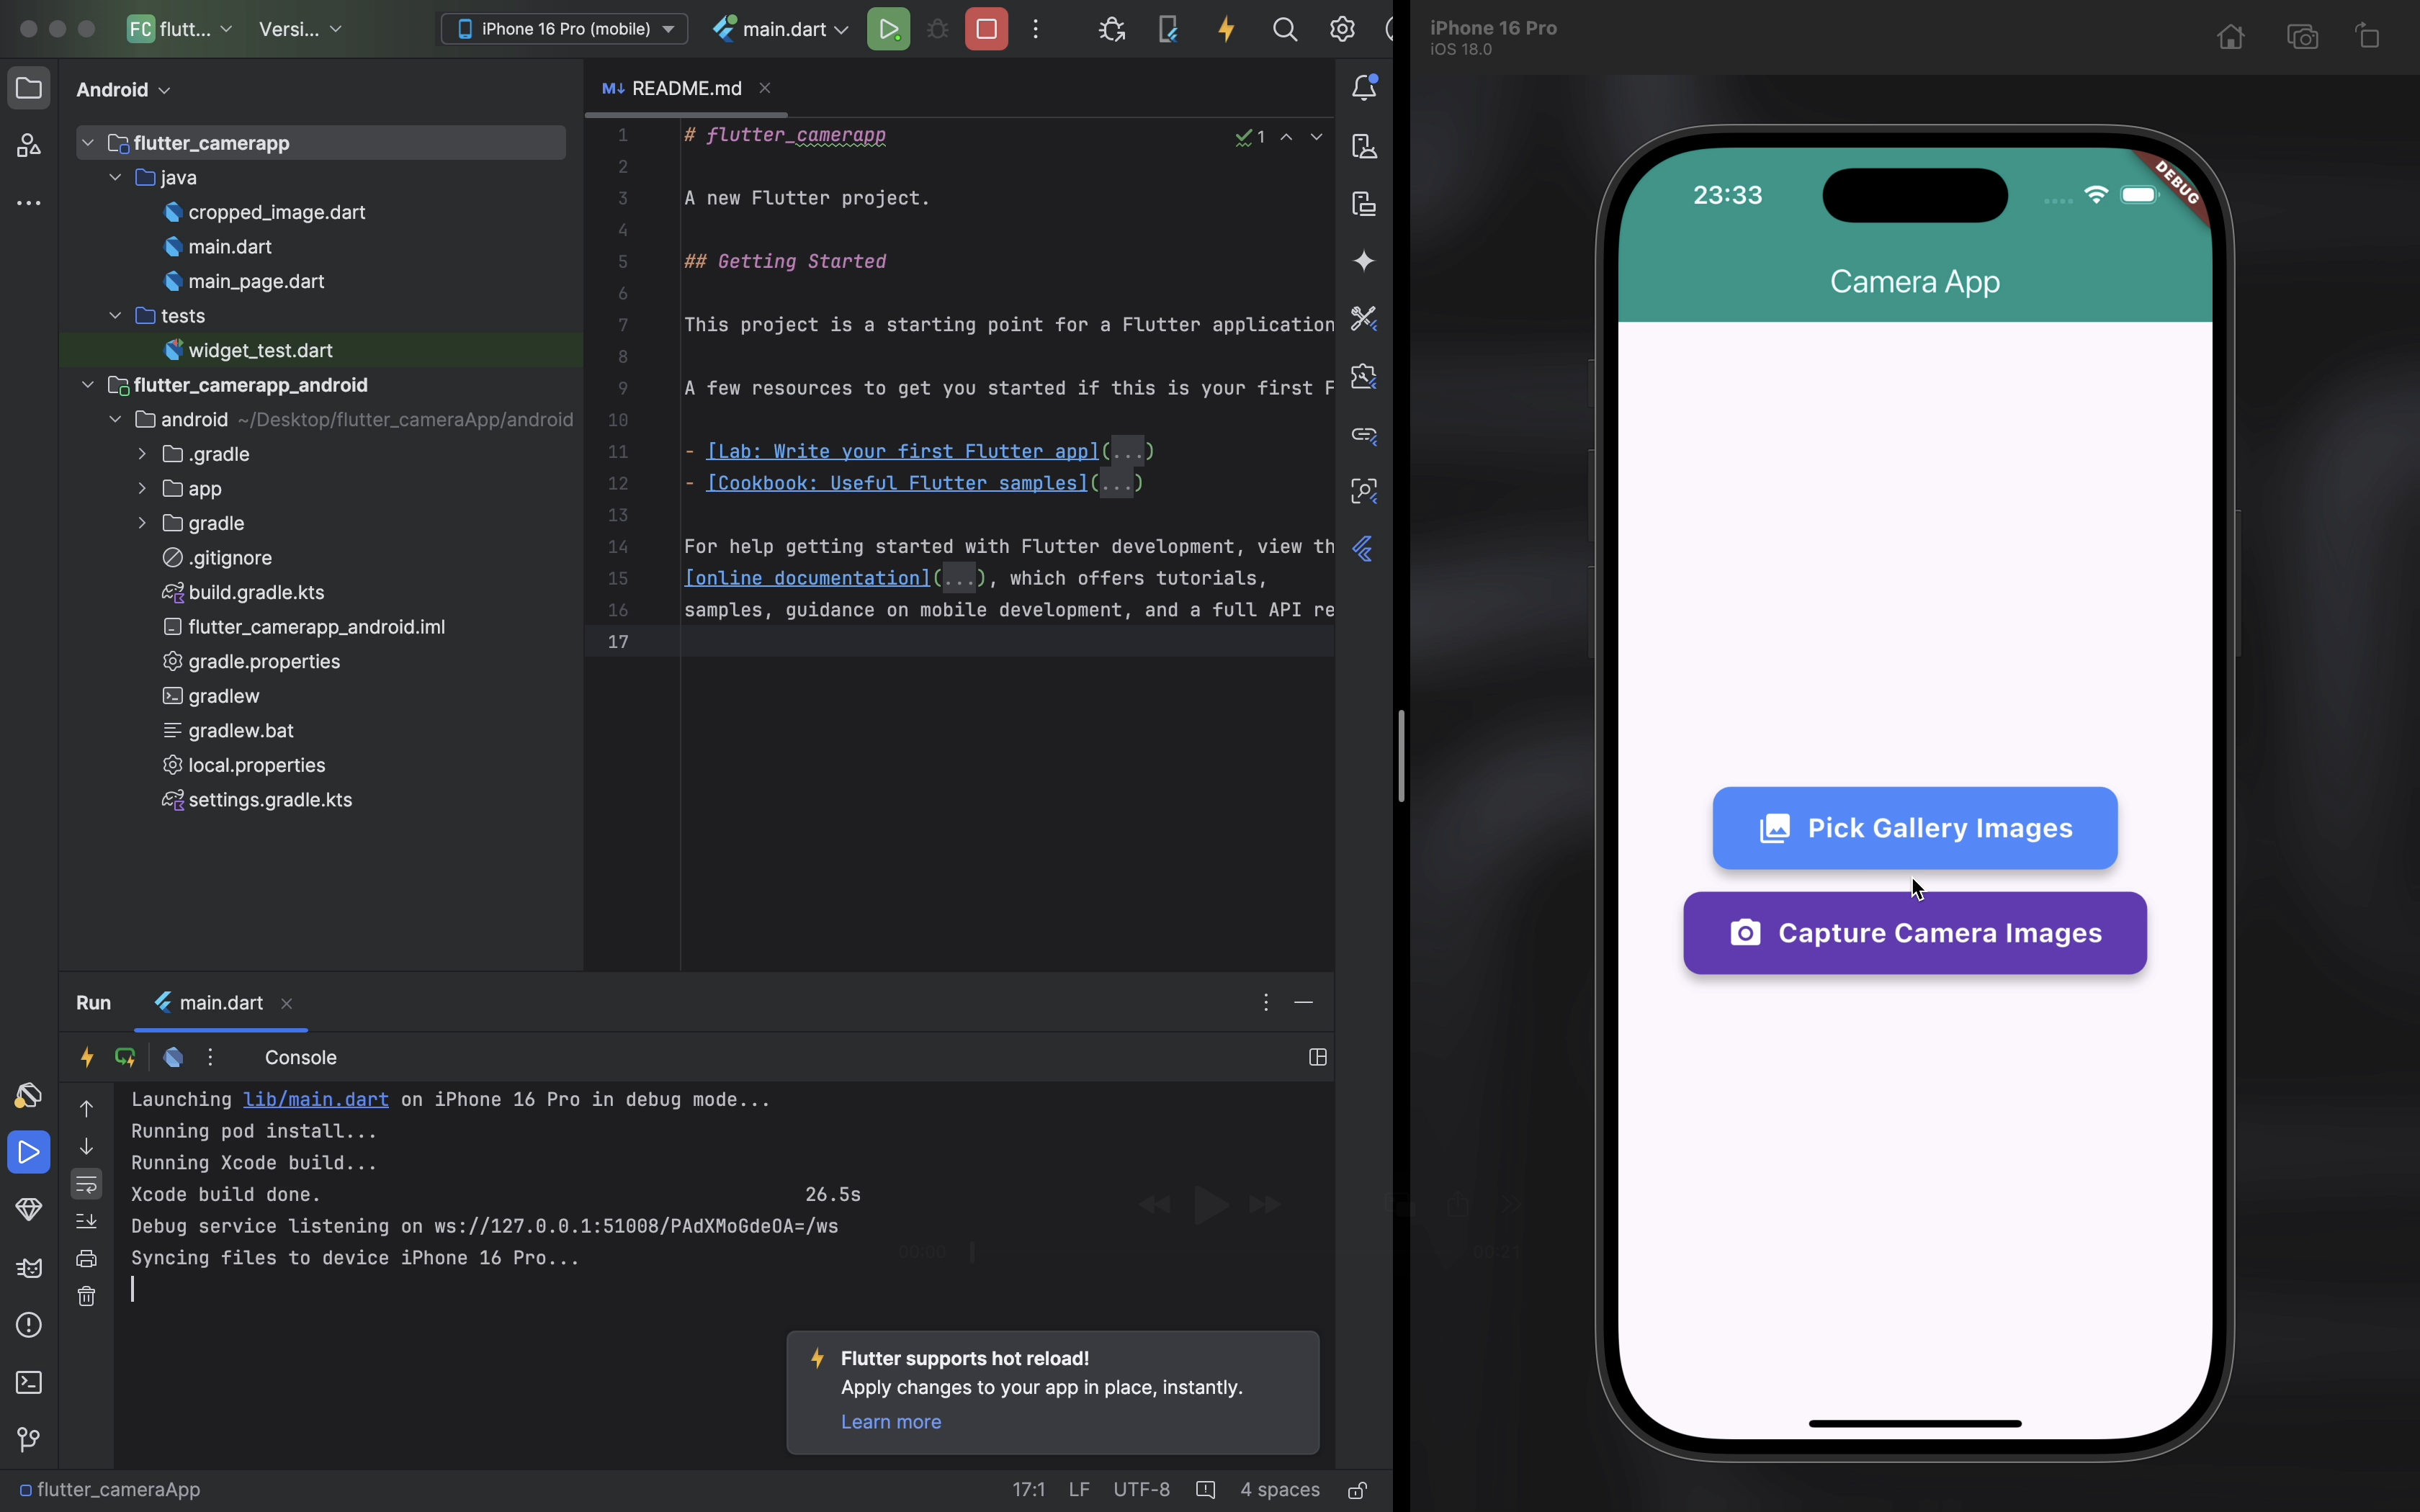 FC flutt...
Versi...
iPhone 16 Pro (mobile)
main.dart
Android
flutter_camerapp
java
cropped_image.dart
main.dart
main_page.dart
tests
widget_test.dart
flutter_camerapp_android
android ~/Desktop/flutter_cameraApp/android
.gradle
app
gradle
.gitignore
build.gradle.kts
flutter_camerapp_android.iml
gradle.properties
gradlew
gradlew.bat
local.properties
settings.gradle.kts
M↓ README.md
1
1 # flutter_camerapp
2
3 A new Flutter project.
4
5 ## Getting Started
6
7 This project is a starting point for a Flutter application
8
9 A few resources to get you started if this is your first F
10
11 - [Lab: Write your first Flutter app](...)
12 - [Cookbook: Useful Flutter samples](...)
13
14 For help getting started with Flutter development, view th
15 [online documentation](...), which offers tutorials,
16 samples, guidance on mobile development, and a full API re
17
Run
main.dart
Console
Launching lib/main.dart on iPhone 16 Pro in debug mode...
Running pod install...
Running Xcode build...
Xcode build done. 26.5s
Debug service listening on ws://127.0.0.1:51008/PAdXMoGdeOA=/ws
Syncing files to device iPhone 16 Pro...
00:00
Flutter supports hot reload!
Apply changes to your app in place, instantly.
Learn more
flutter_cameraApp
17:1 LF UTF-8 4 spaces
iPhone 16 Pro
iOS 18.0
23:33
DEBUG
Camera App
Pick Gallery Images
Capture Camera Images